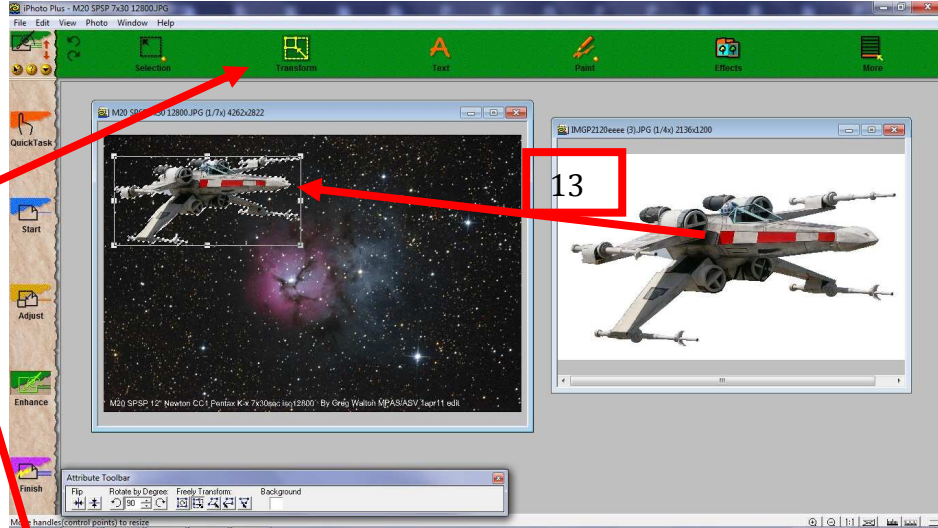 iPhoto Plus - M20 SPSP 7x30 12800.JPG
File Edit View Photo Window Help
Selection Transform Text Paint Effects More
M20 SPSP 7x30 12800.JPG (1/7x) 4262x2822
IMGP2120eeee (3).JPG (1/4x) 2136x1200
QuickTask
13
Start
Adjust
Enhance
M20 SPSP 12" Newton CC1 Pentax K-x 7x30sec iso12800 By Greg Walton MPAS/ASV 1apr11 edit
Finish
Attribute Toolbar
Flip Rotate by Degree: Freely Transform: Background
90
Move handles(control points) to resize
1:1